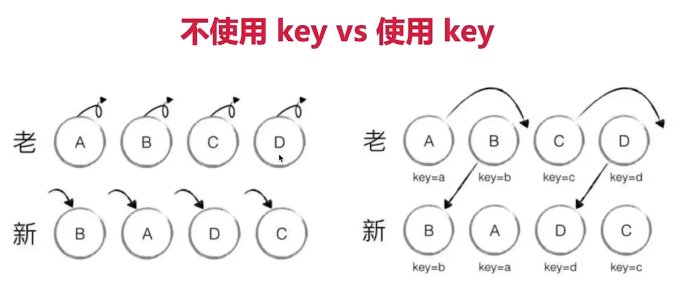 不使用 key vs 使用 key
老 A B C D
新 B A D C
老 A B C D
key=a key=b key=c key=d
新 B A D C
key=b key=a key=d key=c